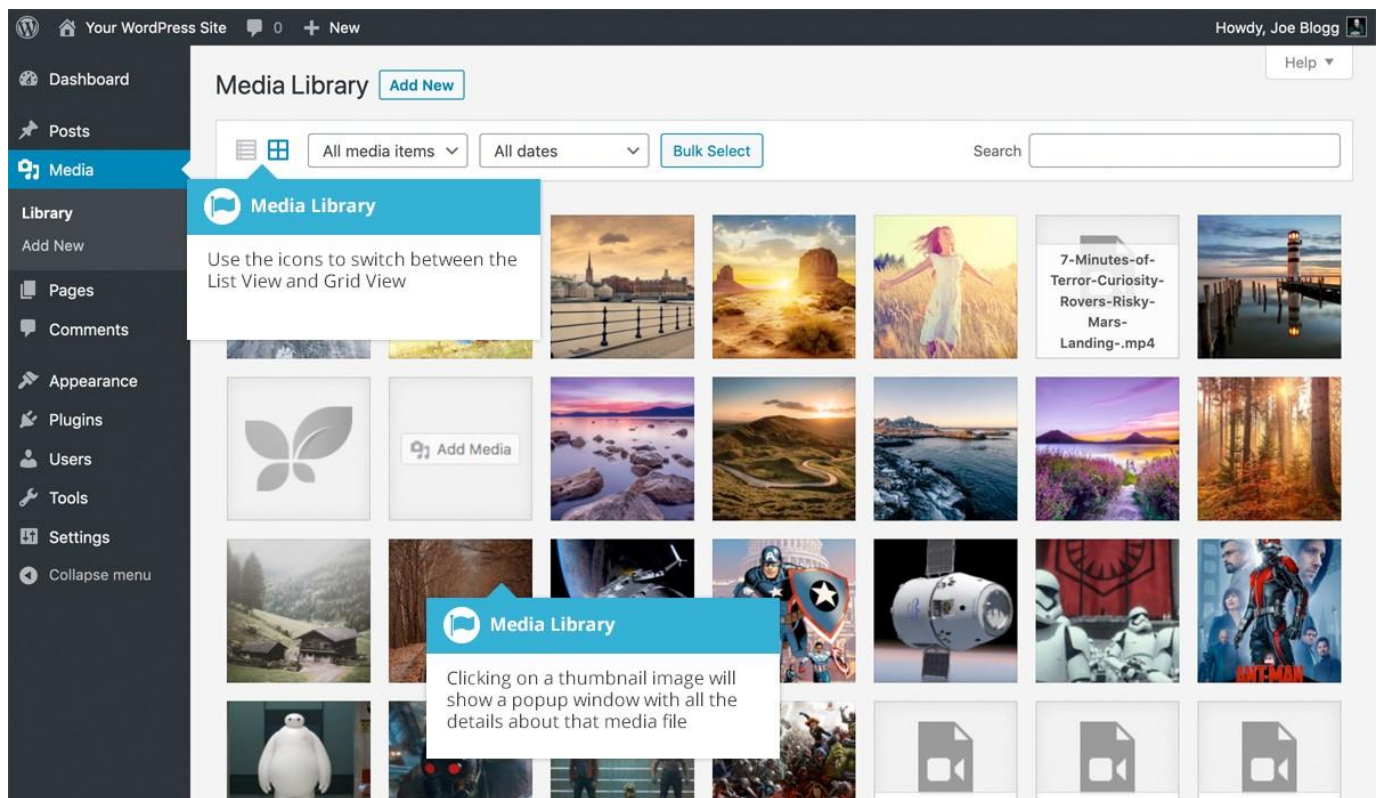 Your WordPress Site
0
New
Howdy, Joe Blogg
Help
Dashboard
Posts
Media
Library
Add New
Pages
Comments
Appearance
Plugins
Users
Tools
Settings
Collapse menu
Media Library
Add New
All media items
All dates
Bulk Select
Search
Media Library
Use the icons to switch between the
List View and Grid View
7-Minutes-of-
Terror-Curiosity-
Rovers-Risky-
Mars-
Landing-.mp4
Add Media
ANT-MAN
Media Library
Clicking on a thumbnail image will
show a popup window with all the
details about that media file